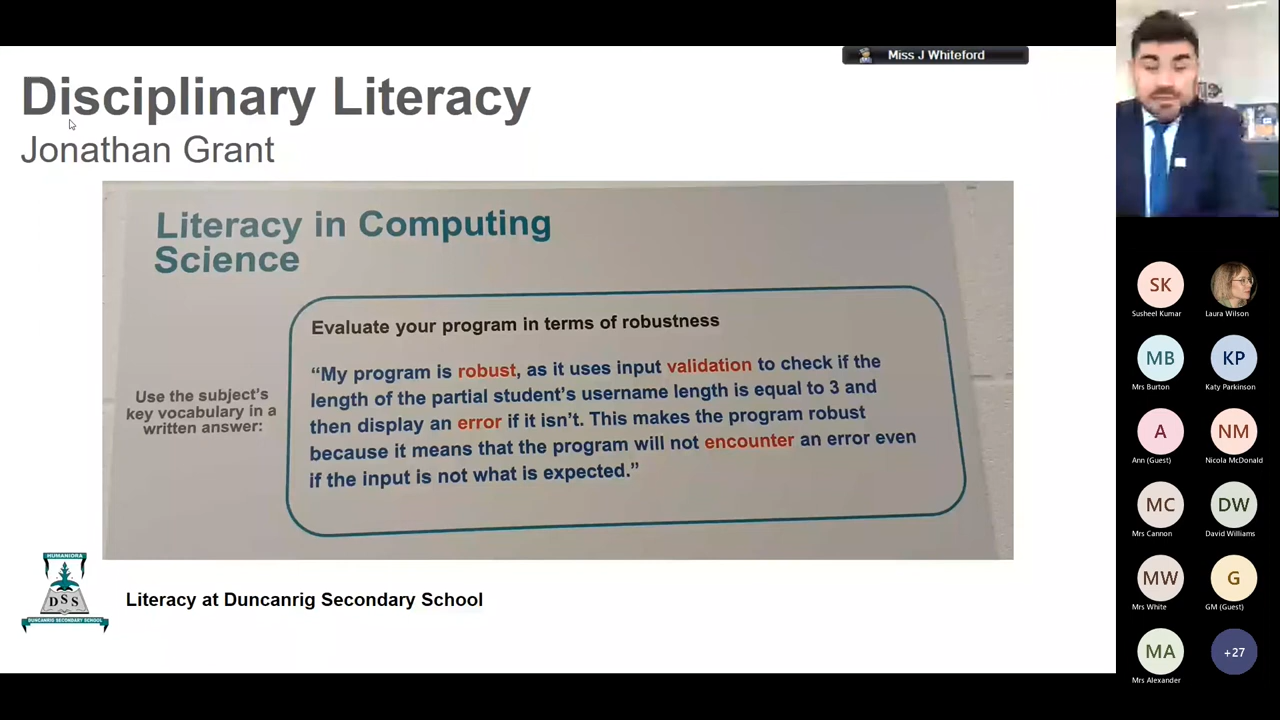 Miss J Whiteford
Disciplinary Literacy
Jonathan Grant
Literacy in Computing
Science
Evaluate your program in terms of robustness
Use the subject's
key vocabulary in a
written answer:
“My program is robust, as it uses input validation to check if the
length of the partial student's username length is equal to 3 and
then display an error if it isn't. This makes the program robust
because it means that the program will not encounter an error even
if the input is not what is expected.”
HUMANIORA
DSS
DUNCANRIG SECONDARY SCHOOL
Literacy at Duncanrig Secondary School
SK
Susheel Kumar
Laura Wilson
MB
Mrs Burton
KP
Katy Parkinson
A
Ann (Guest)
NM
Nicola McDonald
MC
Mrs Cannon
DW
David Williams
MW
Mrs White
G
GM (Guest)
MA
Mrs Alexander
+27